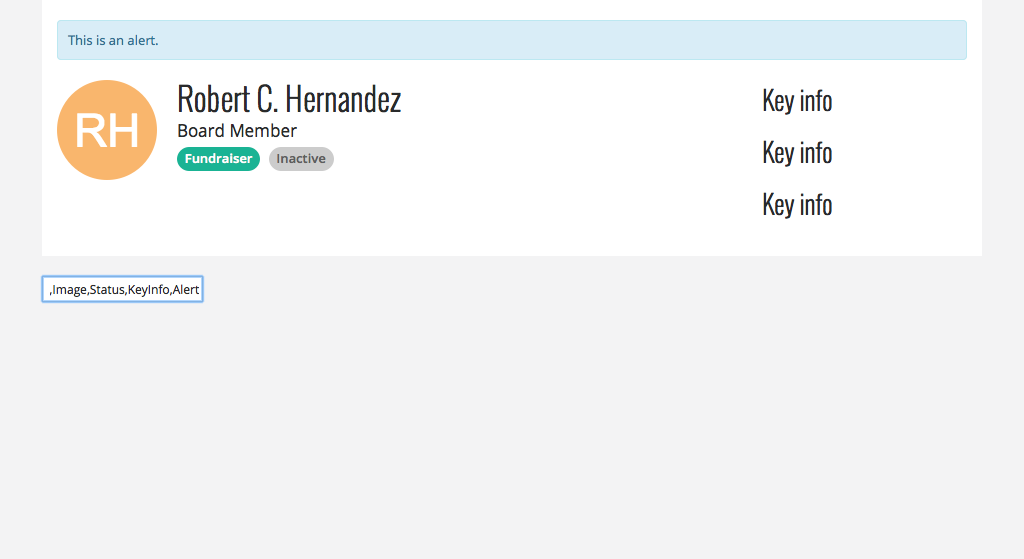 This is an alert.
RH
Robert C. Hernandez
Board Member
Fundraiser Inactive
Key info
Key info
Key info
,Image,Status,KeyInfo,Alert